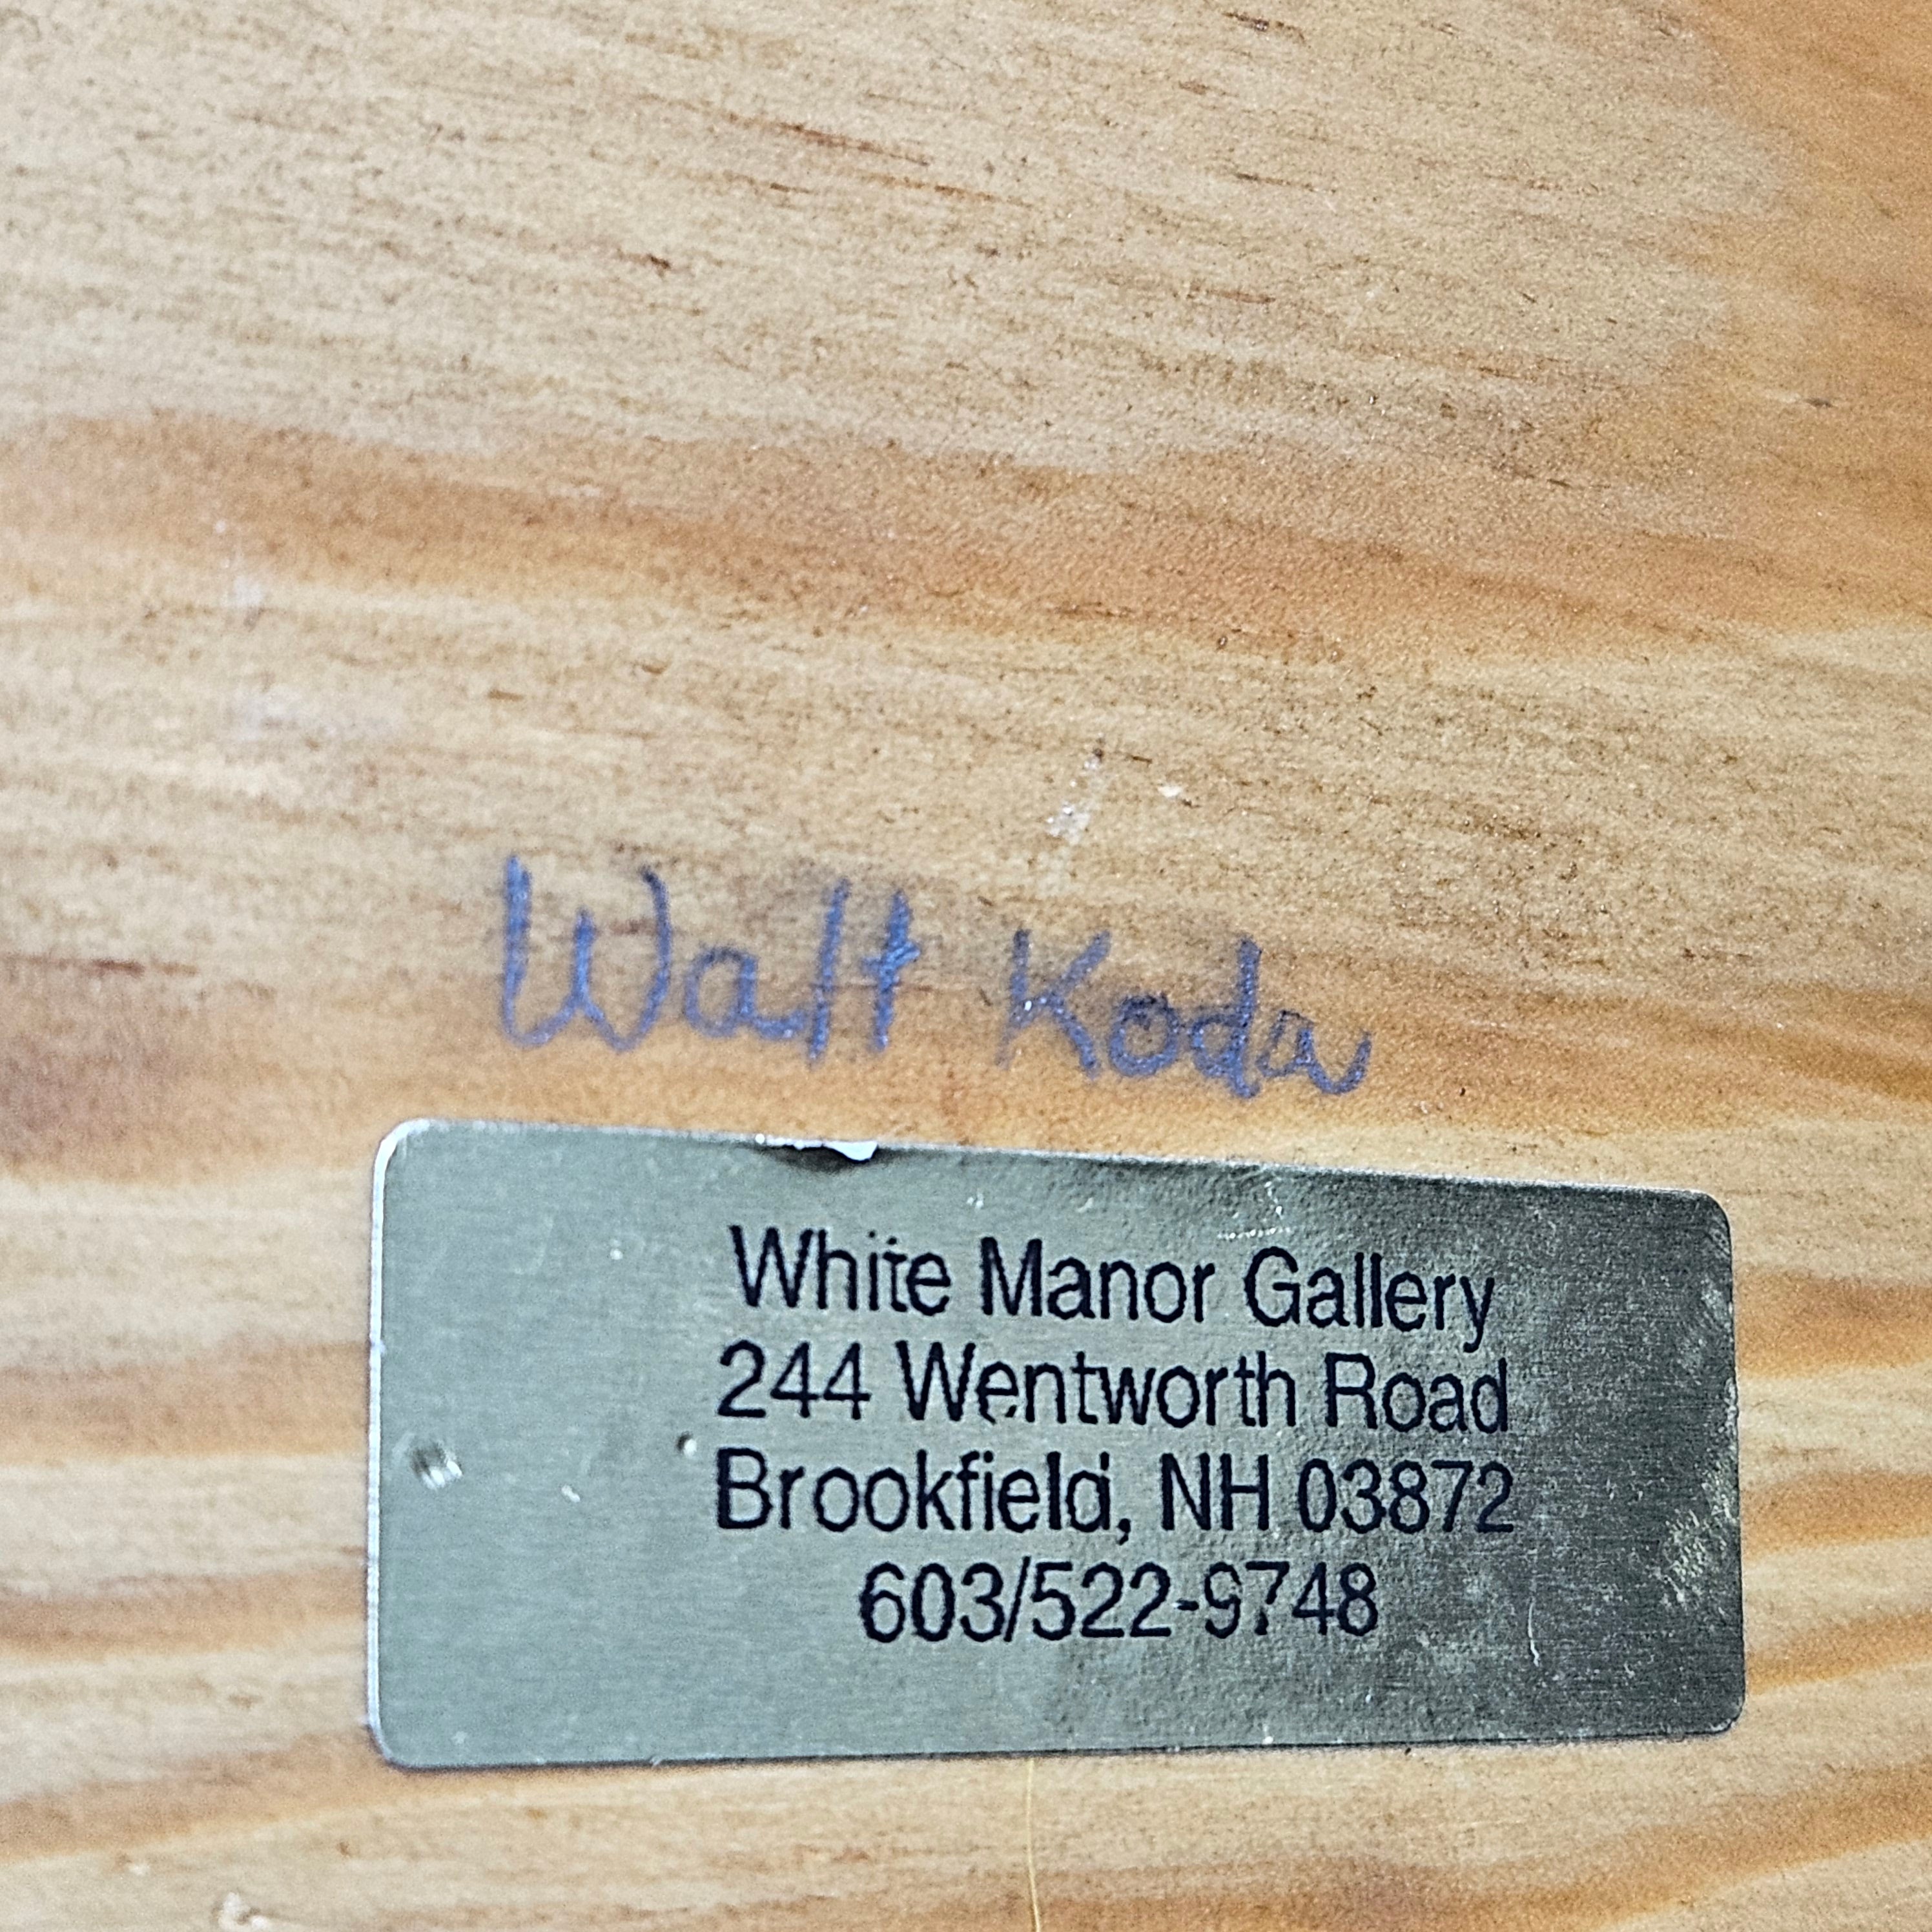 Walt Koda
White Manor Gallery
244 Wentworth Road
Brookfield, NH 03872
603/522-9748